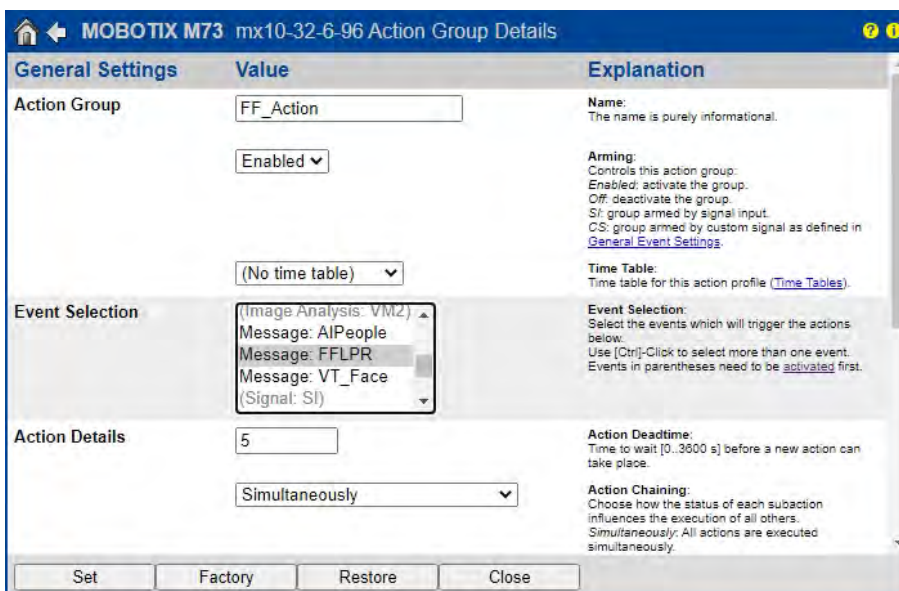 MOBOTIX M73 mx10-32-6-96 Action Group Details
General Settings Value Explanation
Action Group
FF_Action
Name:
The name is purely informational.
Enabled
Arming:
Controls this action group:
Enabled: activate the group.
Off: deactivate the group.
SI: group armed by signal input.
CS: group armed by custom signal as defined in
General Event Settings.
(No time table)
Time Table:
Time table for this action profile (Time Tables).
Event Selection
(Image Analysis: VM2)
Message: AIPeople
Message: FFLPR
Message: VT_Face
(Signal: SI)
Event Selection:
Select the events which will trigger the actions
below.
Use [Ctrl]-Click to select more than one event.
Events in parentheses need to be activated first.
Action Details
5
Action Deadtime:
Time to wait [0..3600 s] before a new action can
take place.
Simultaneously
Action Chaining:
Choose how the status of each subaction
influences the execution of all others.
Simultaneously: All actions are executed
simultaneously.
Set Factory Restore Close